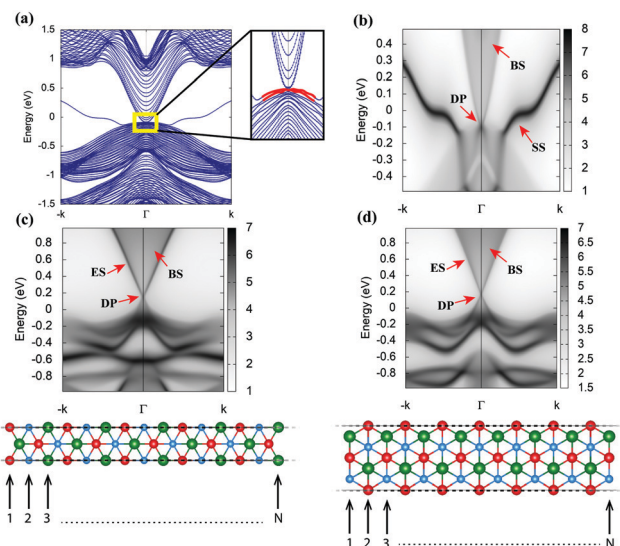 (a)
Energy (eV)
1.5
1
0.5
0
-0.5
-1
-1.5
-k
Γ
k
(b)
Energy (eV)
0.4
0.3
0.2
0.1
0
-0.1
-0.2
-0.3
-0.4
BS
DP
SS
8
7
6
5
4
3
2
1
-k
Γ
k
(c)
Energy (eV)
0.8
0.6
0.4
0.2
0
-0.2
-0.4
-0.6
-0.8
ES
BS
DP
7
6
5
4
3
2
1
-k
Γ
k
(d)
Energy (eV)
0.8
0.6
0.4
0.2
0
-0.2
-0.4
-0.6
-0.8
ES
BS
DP
7
6.5
6
5.5
5
4.5
4
3.5
3
2.5
2
1.5
-k
Γ
k
1 2 3 N
1 2 3 N